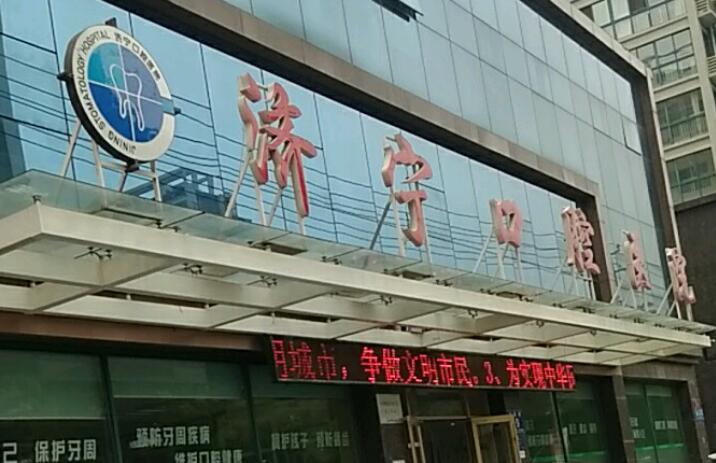 济宁口腔医院
JINING STOMATOLOGY HOSPITAL
济宁口腔医院
明城市,争做文明市民。3、为实现中华
保护牙周
预防牙周疾病
维护口腔健康